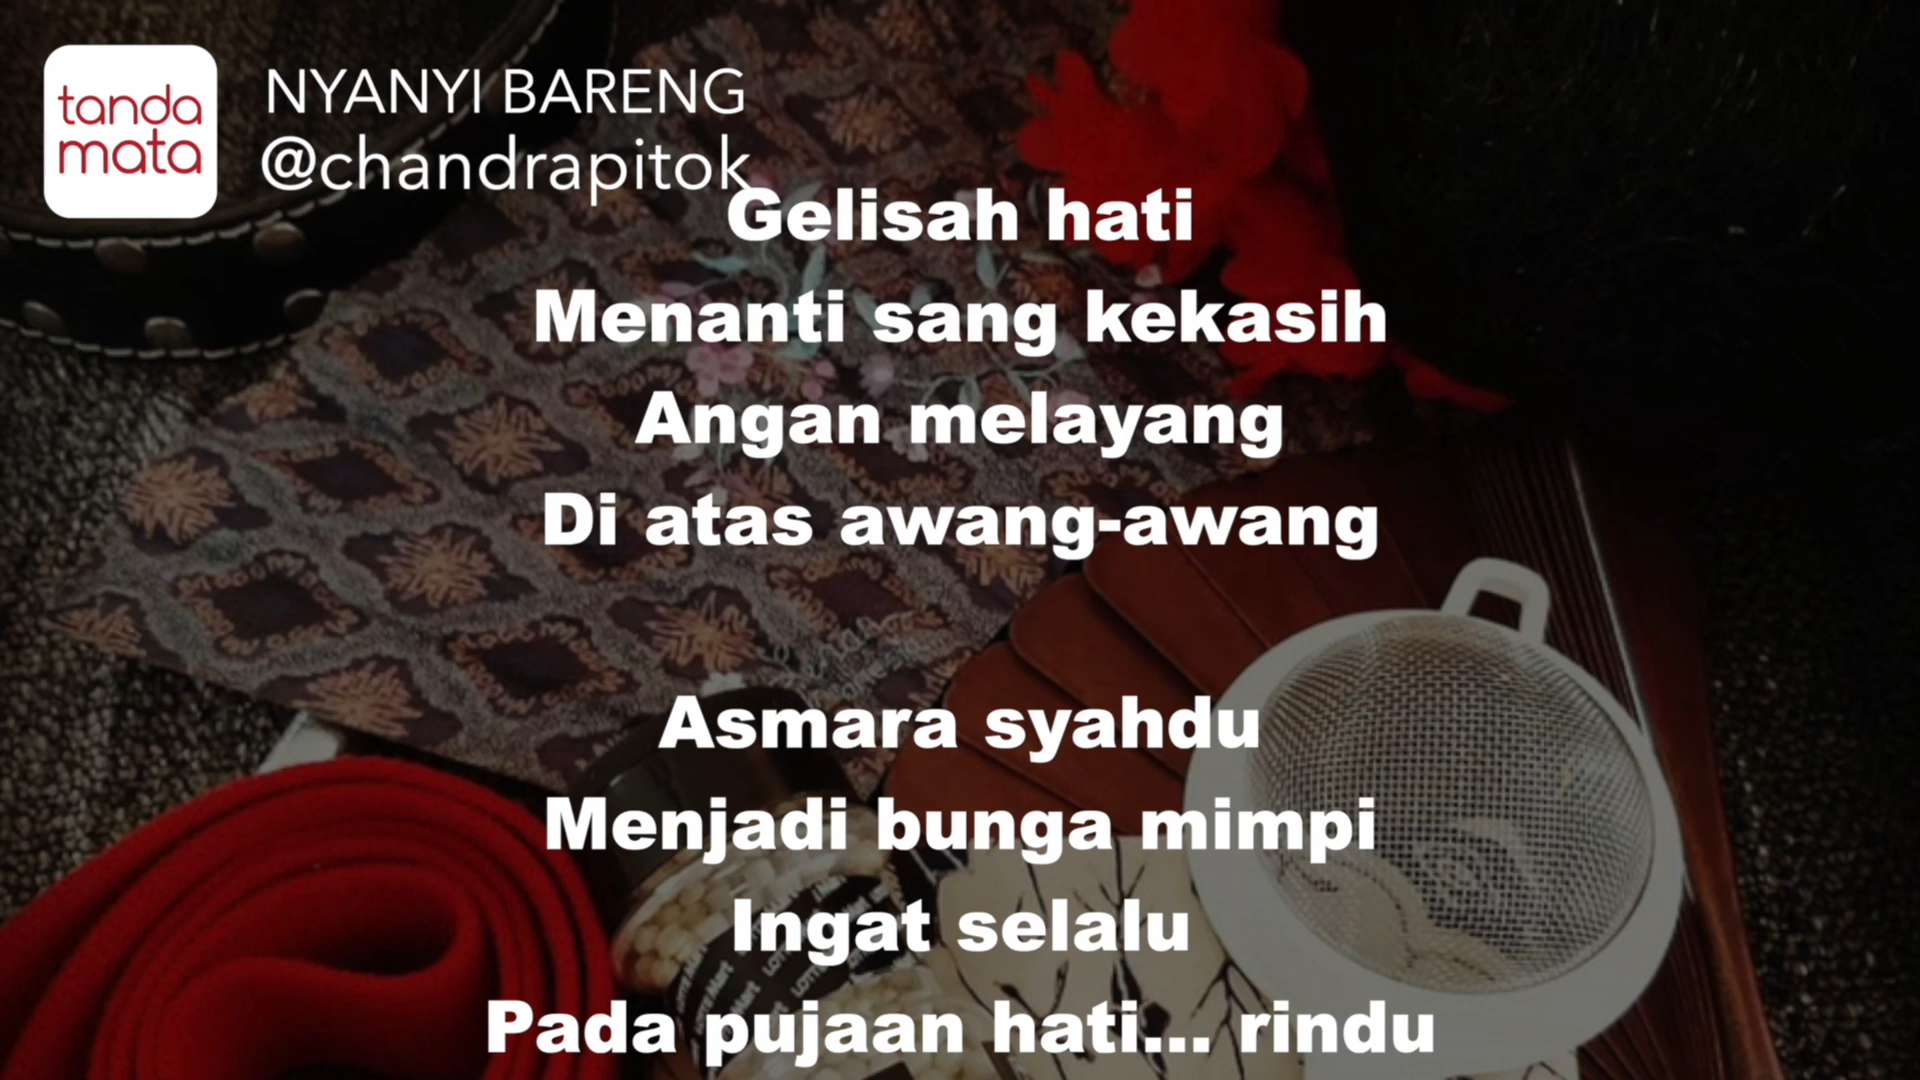 tanda
mata
NYANYI BARENG
@chandrapitok
Gelisah hati
Menanti sang kekasih
Angan melayang
Di atas awang-awang
Asmara syahdu
Menjadi bunga mimpi
Ingat selalu
Pada pujaan hati... rindu